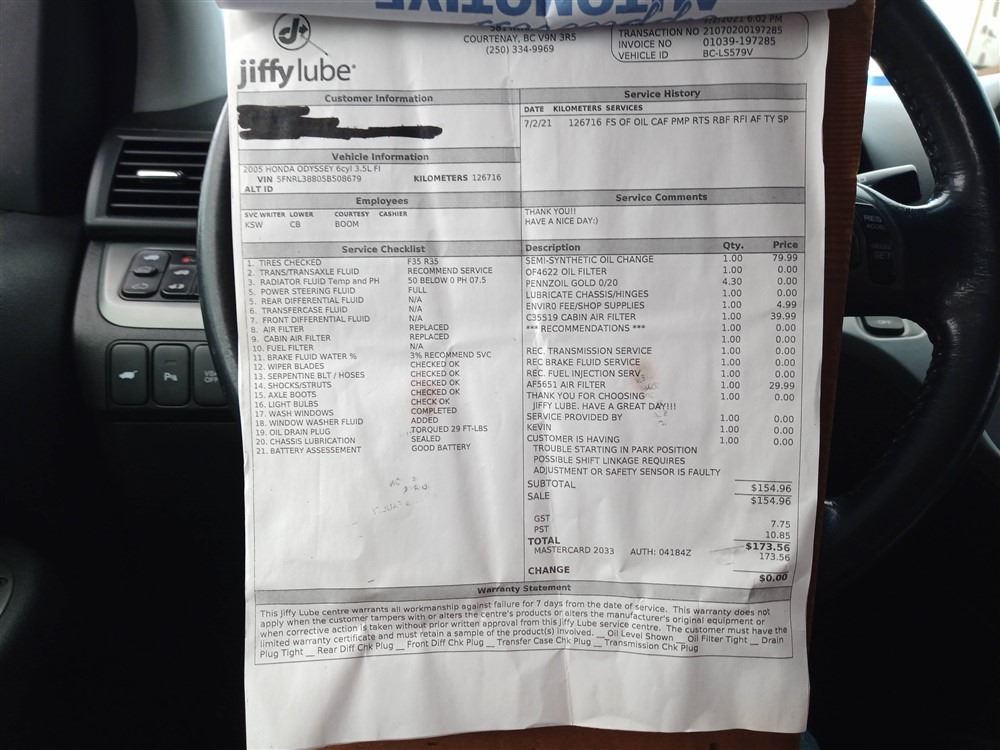 AUTOMOTIVE
jiffylube
COURTENAY, BC V9N 3R5
(250) 334-9969
6:02 PM
TRANSACTION NO 21070200197285
INVOICE NO 01039-197285
VEHICLE ID BC-LS579V
Customer Information
Vehicle Information
2005 HONDA ODYSSEY 6cyl 3.5L FI
VIN 5FNRL38805B508679 KILOMETERS 126716
ALT ID
Employees
SVC WRITER LOWER COURTESY CASHIER
KSW CB BOOM
Service History
DATE KILOMETERS SERVICES
7/2/21 126716 FS OF OIL CAF PMP RTS RBF RFI AF TY SP
Service Comments
THANK YOU!!
HAVE A NICE DAY:)
Service Checklist
1. TIRES CHECKED F35 R35
2. TRANS/TRANSAXLE FLUID RECOMMEND SERVICE
3. RADIATOR FLUID Temp and PH 50 BELOW 0 PH 07.5
5. POWER STEERING FLUID FULL
5. REAR DIFFERENTIAL FLUID N/A
6. TRANSFERCASE FLUID N/A
7. FRONT DIFFERENTIAL FLUID N/A
8. AIR FILTER REPLACED
9. CABIN AIR FILTER REPLACED
10. FUEL FILTER N/A
11. BRAKE FLUID WATER % 3% RECOMMEND SVC
12. WIPER BLADES CHECKED OK
13. SERPENTINE BLT / HOSES CHECKED OK
14. SHOCKS/STRUTS CHECKED OK
15. AXLE BOOTS CHECKED OK
16. LIGHT BULBS CHECK OK
17. WASH WINDOWS COMPLETED
18. WINDOW WASHER FLUID ADDED
19. OIL DRAIN PLUG TORQUED 29 FT-LBS
20. CHASSIS LUBRICATION SEALED
21. BATTERY ASSESSEMENT GOOD BATTERY
Description Qty. Price
SEMI-SYNTHETIC OIL CHANGE 1.00 79.99
OF4622 OIL FILTER 1.00 0.00
PENNZOIL GOLD 0/20 4.30 0.00
LUBRICATE CHASSIS/HINGES 1.00 0.00
ENVIRO FEE/SHOP SUPPLIES 1.00 4.99
C35519 CABIN AIR FILTER 1.00 39.99
*** RECOMMENDATIONS *** 1.00 0.00
1.00 0.00
REC. TRANSMISSION SERVICE 1.00 0.00
REC BRAKE FLUID SERVICE 1.00 0.00
REC. FUEL INJECTION SERV. 1.00 0.00
AF5651 AIR FILTER 1.00 29.99
THANK YOU FOR CHOOSING 1.00 0.00
JIFFY LUBE. HAVE A GREAT DAY!!!
SERVICE PROVIDED BY 1.00 0.00
KEVIN 1.00 0.00
CUSTOMER IS HAVING 1.00 0.00
TROUBLE STARTING IN PARK POSITION
POSSIBLE SHIFT LINKAGE REQUIRES
ADJUSTMENT OR SAFETY SENSOR IS FAULTY
SUBTOTAL $154.96
SALE $154.96
GST 7.75
PST 10.85
TOTAL $173.56
MASTERCARD 2033 AUTH: 04184Z 173.56
CHANGE $0.00
Warranty Statement
This Jiffy Lube centre warrants all workmanship against failure for 7 days from the date of service. This warranty does not
apply when the customer tampers with or alters the centre's products or alters the manufacturer's original equipment or
when corrective action is taken without prior written approval from this Jiffy Lube service centre. The customer must have the
limited warranty certificate and must retain a sample of the product(s) involved. __ Oil Level Shown __ Oil Filter Tight __ Drain
Plug Tight __ Rear Diff Chk Plug __ Front Diff Chk Plug __ Transfer Case Chk Plug __ Transmission Chk Plug
RES
SET
OFF